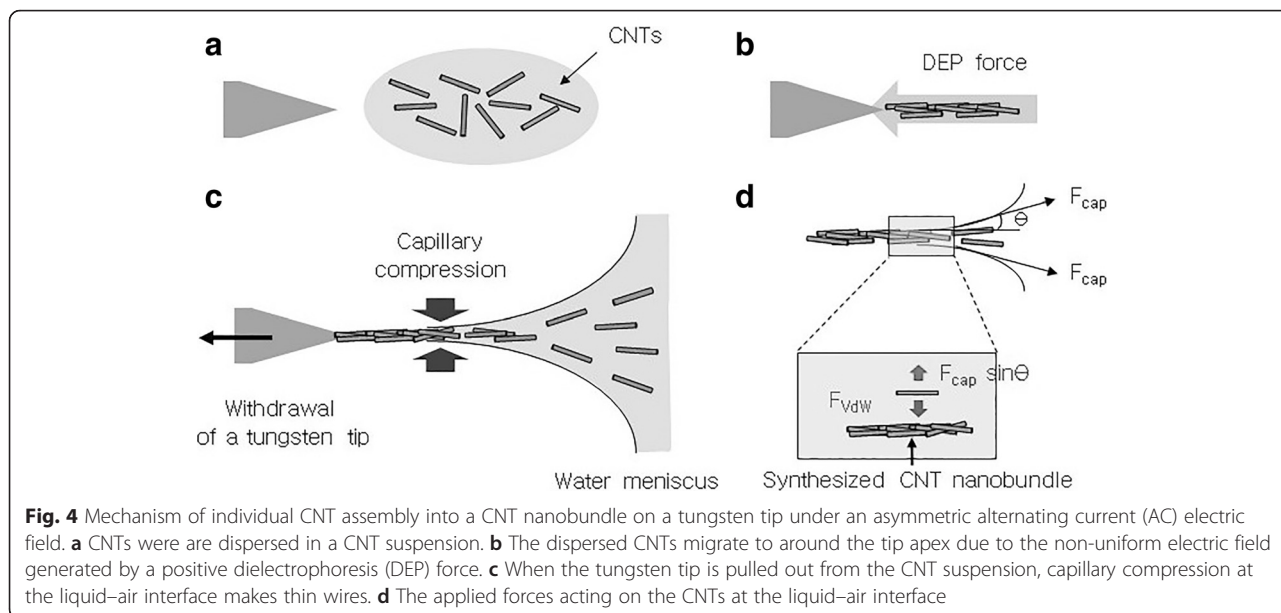 a
CNTs
b
DEP force
c
Capillary
compression
Withdrawal
of a tungsten tip
Water meniscus
d
F_cap
Θ
F_cap
F_cap sinΘ
F_VdW
Synthesized CNT nanobundle
Fig. 4 Mechanism of individual CNT assembly into a CNT nanobundle on a tungsten tip under an asymmetric alternating current (AC) electric
field. a CNTs were are dispersed in a CNT suspension. b The dispersed CNTs migrate to around the tip apex due to the non-uniform electric field
generated by a positive dielectrophoresis (DEP) force. c When the tungsten tip is pulled out from the CNT suspension, capillary compression at
the liquid–air interface makes thin wires. d The applied forces acting on the CNTs at the liquid–air interface